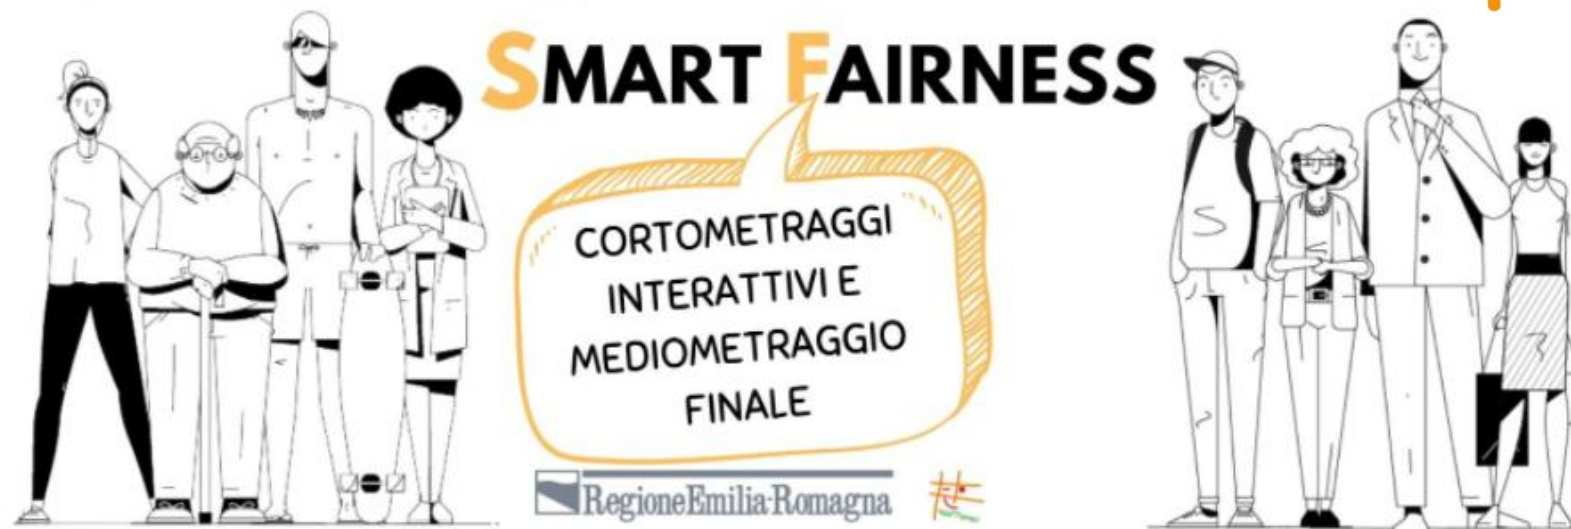 SMART FAIRNESS
CORTOMETRAGGI
INTERATTIVI E
MEDIOMETRAGGIO
FINALE
RegioneEmilia-Romagna